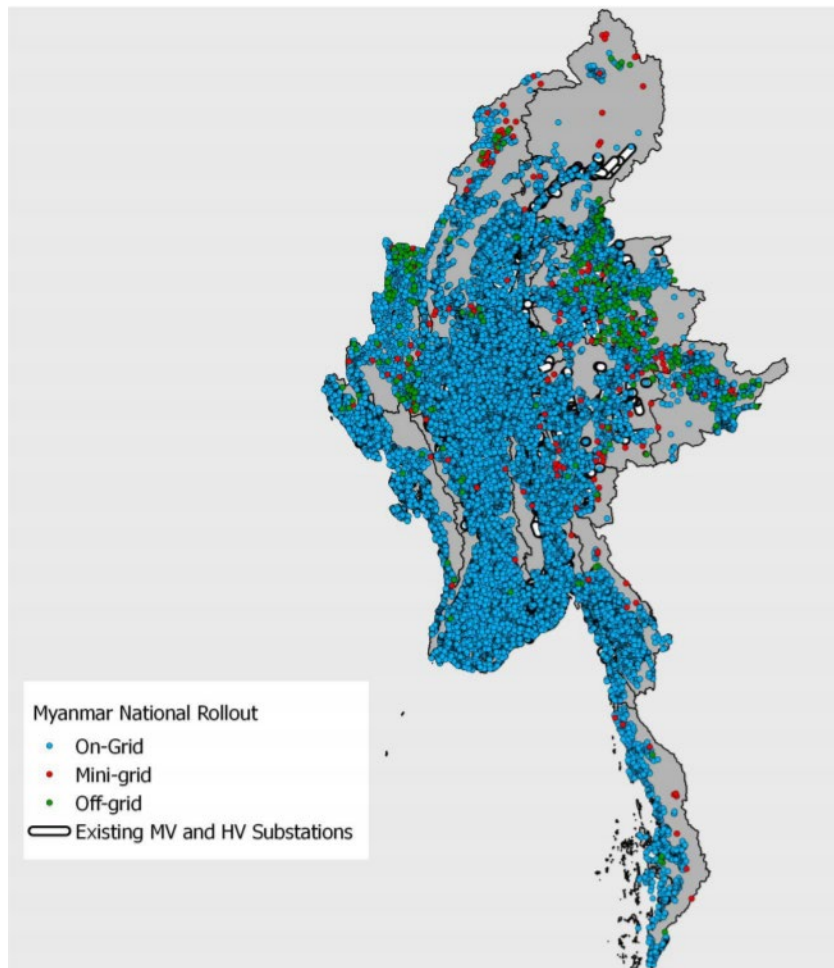 Myanmar National Rollout
On-Grid
Mini-grid
Off-grid
Existing MV and HV Substations